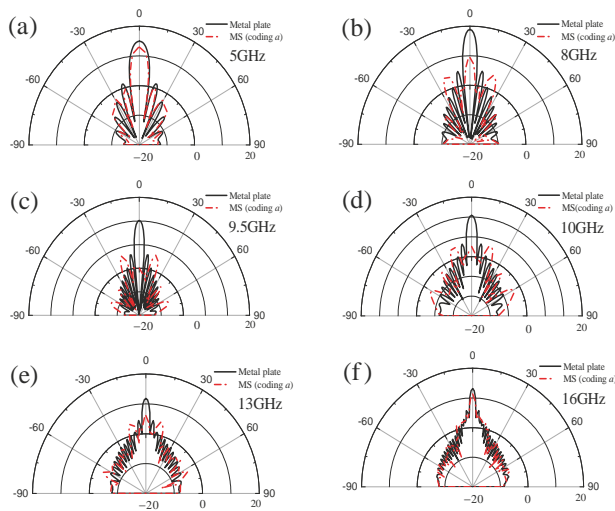 (a)
0
-30
30
-60
60
-90
90
−20
0
20
Metal plate
MS (coding a)
5GHz
(b)
0
-30
30
-60
60
-90
90
−20
0
20
Metal plate
MS (coding a)
8GHz
(c)
0
-30
30
-60
60
-90
90
−20
0
20
Metal plate
MS(coding a)
9.5GHz
(d)
0
-30
30
-60
60
-90
90
−20
0
20
Metal plate
MS(coding a)
10GHz
(e)
0
-30
30
-60
60
-90
90
−20
0
20
Metal plate
MS (coding a)
13GHz
(f)
0
-30
30
-60
60
-90
90
−20
0
20
Metal plate
MS (coding a)
16GHz